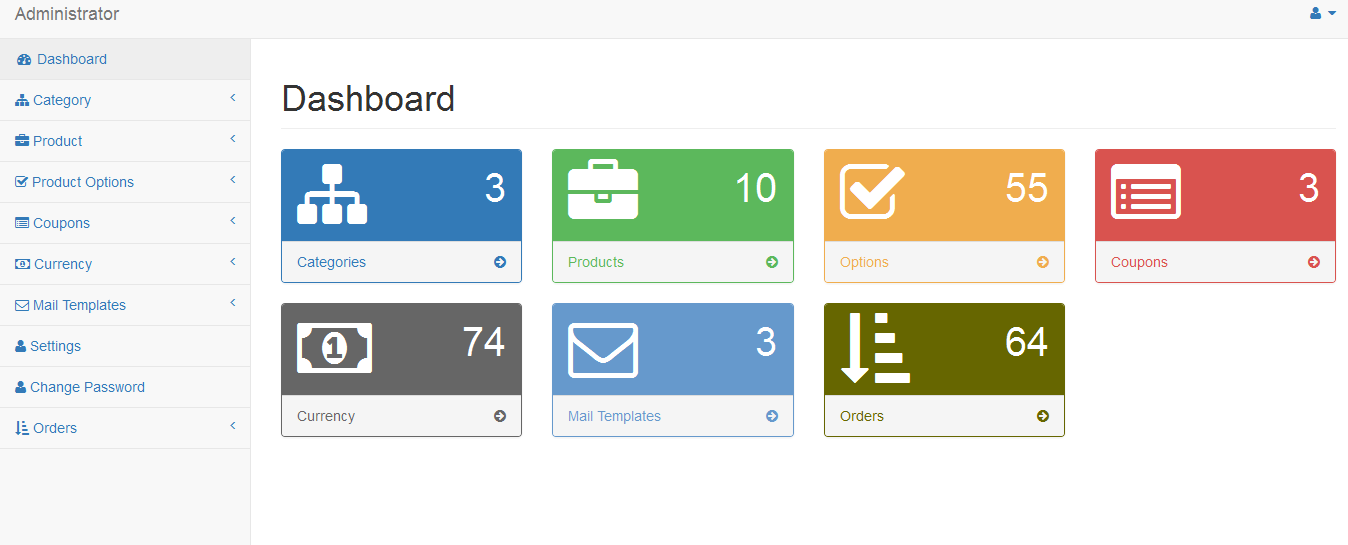 Administrator
Dashboard
Category
Product
Product Options
Coupons
Currency
Mail Templates
Settings
Change Password
Orders
Dashboard
3
Categories
10
Products
55
Options
3
Coupons
1
74
Currency
3
Mail Templates
64
Orders